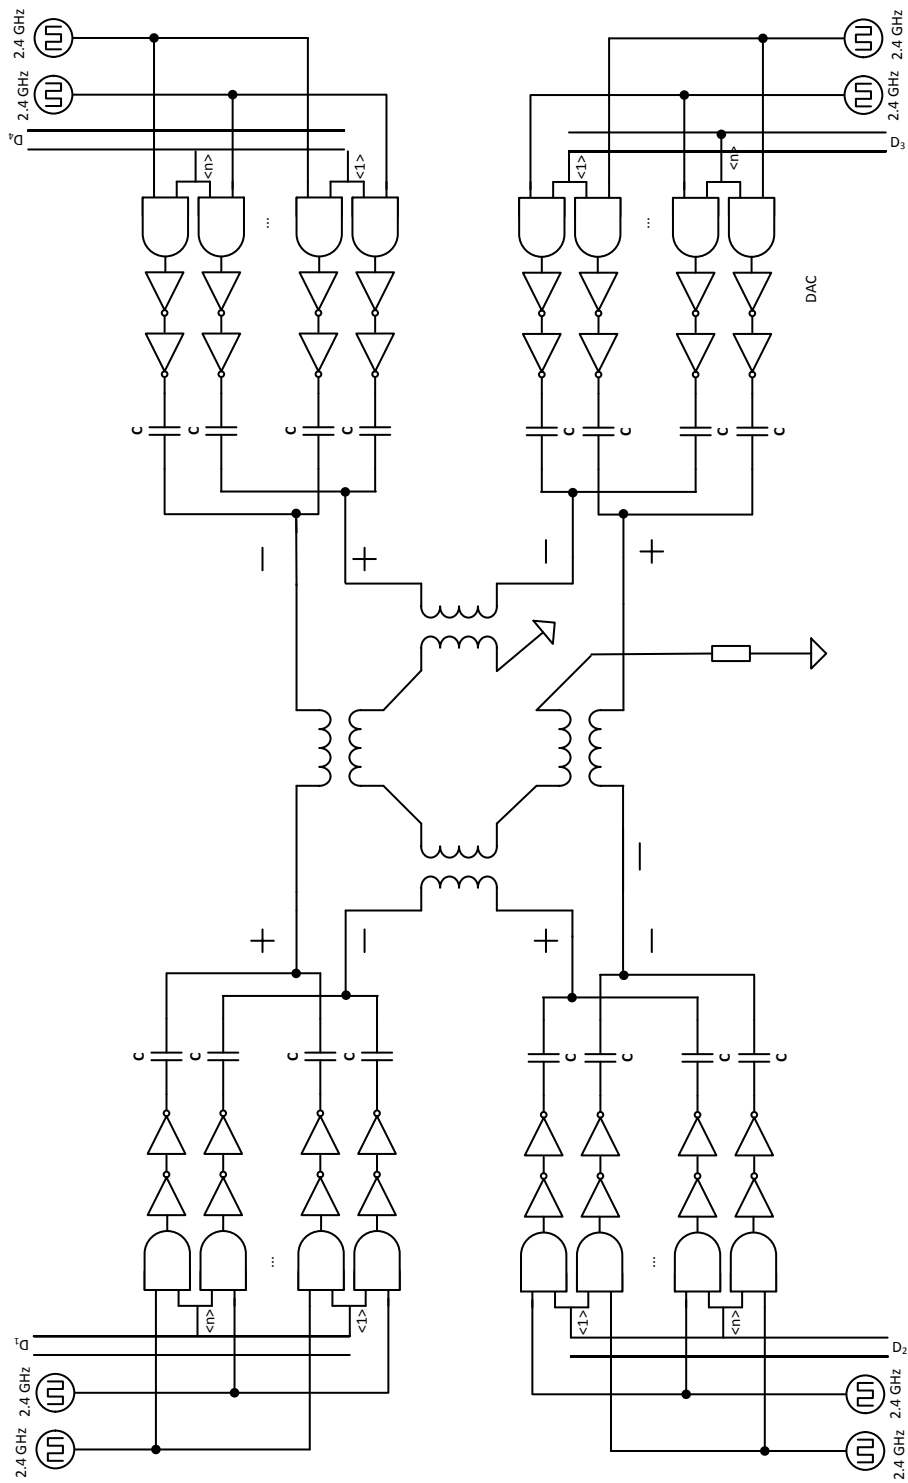 2.4 GHz
2.4 GHz
2.4 GHz
2.4 GHz
D4
D3
<n>
<1>
<1>
<n>
...
...
DAC
C
C
C
C
C
C
C
C
−
+
−
+
−
+
−
+
−
C
C
C
C
C
C
C
C
...
...
<n>
<1>
<1>
<n>
D1
D2
2.4 GHz
2.4 GHz
2.4 GHz
2.4 GHz